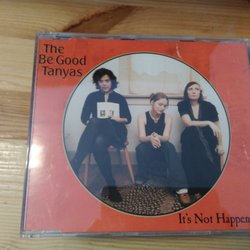 The
Be Good
Tanyas
It's Not Happen